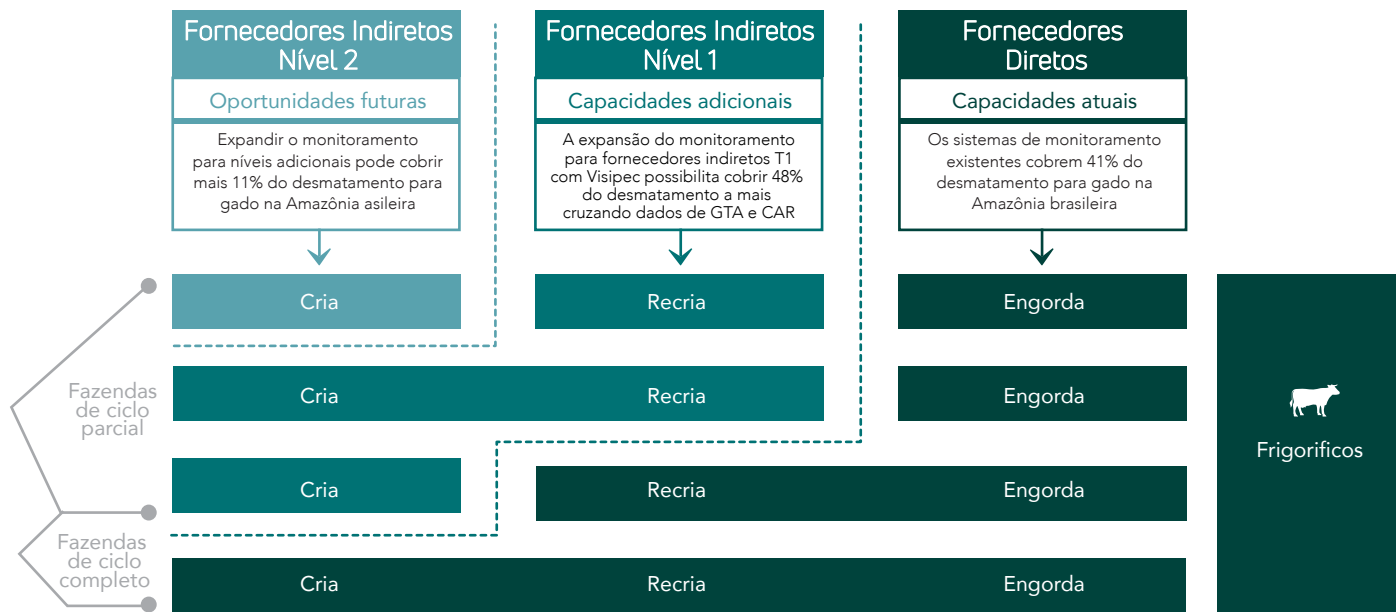 Fornecedores Indiretos
Nível 2
Oportunidades futuras
Expandir o monitoramento
para níveis adicionais pode cobrir
mais 11% do desmatamento para
gado na Amazônia asileira
Fornecedores Indiretos
Nível 1
Capacidades adicionais
A expansão do monitoramento
para fornecedores indiretos T1
com Visipec possibilita cobrir 48%
do desmatamento a mais
cruzando dados de GTA e CAR
Fornecedores
Diretos
Capacidades atuais
Os sistemas de monitoramento
existentes cobrem 41% do
desmatamento para gado na
Amazônia brasileira
Fazendas
de ciclo
parcial
Cria
Recria
Engorda
Cria
Recria
Engorda
Cria
Recria
Engorda
Fazendas
de ciclo
completo
Cria
Recria
Engorda
Frigorificos